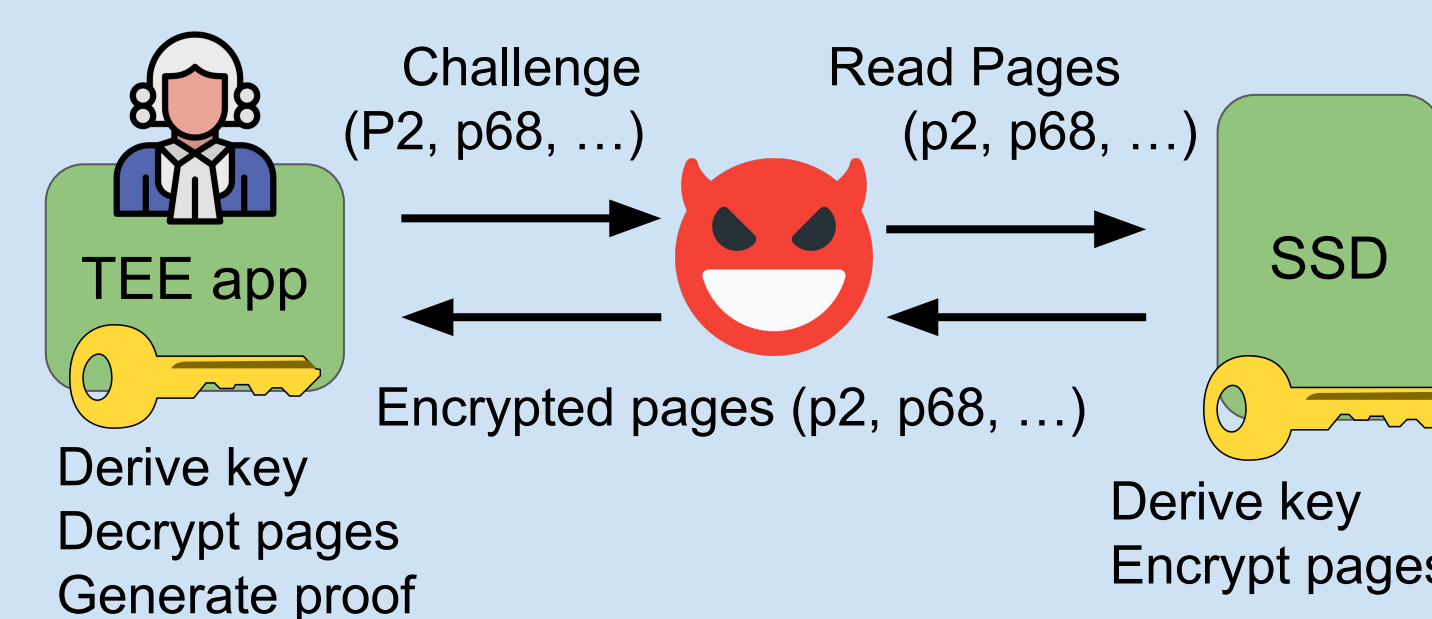 Challenge
(P2, p68, …)
Read Pages
(p2, p68, …)
TEE app
SSD
Encrypted pages (p2, p68, …)
Derive key
Decrypt pages
Generate proof
Derive key
Encrypt pages